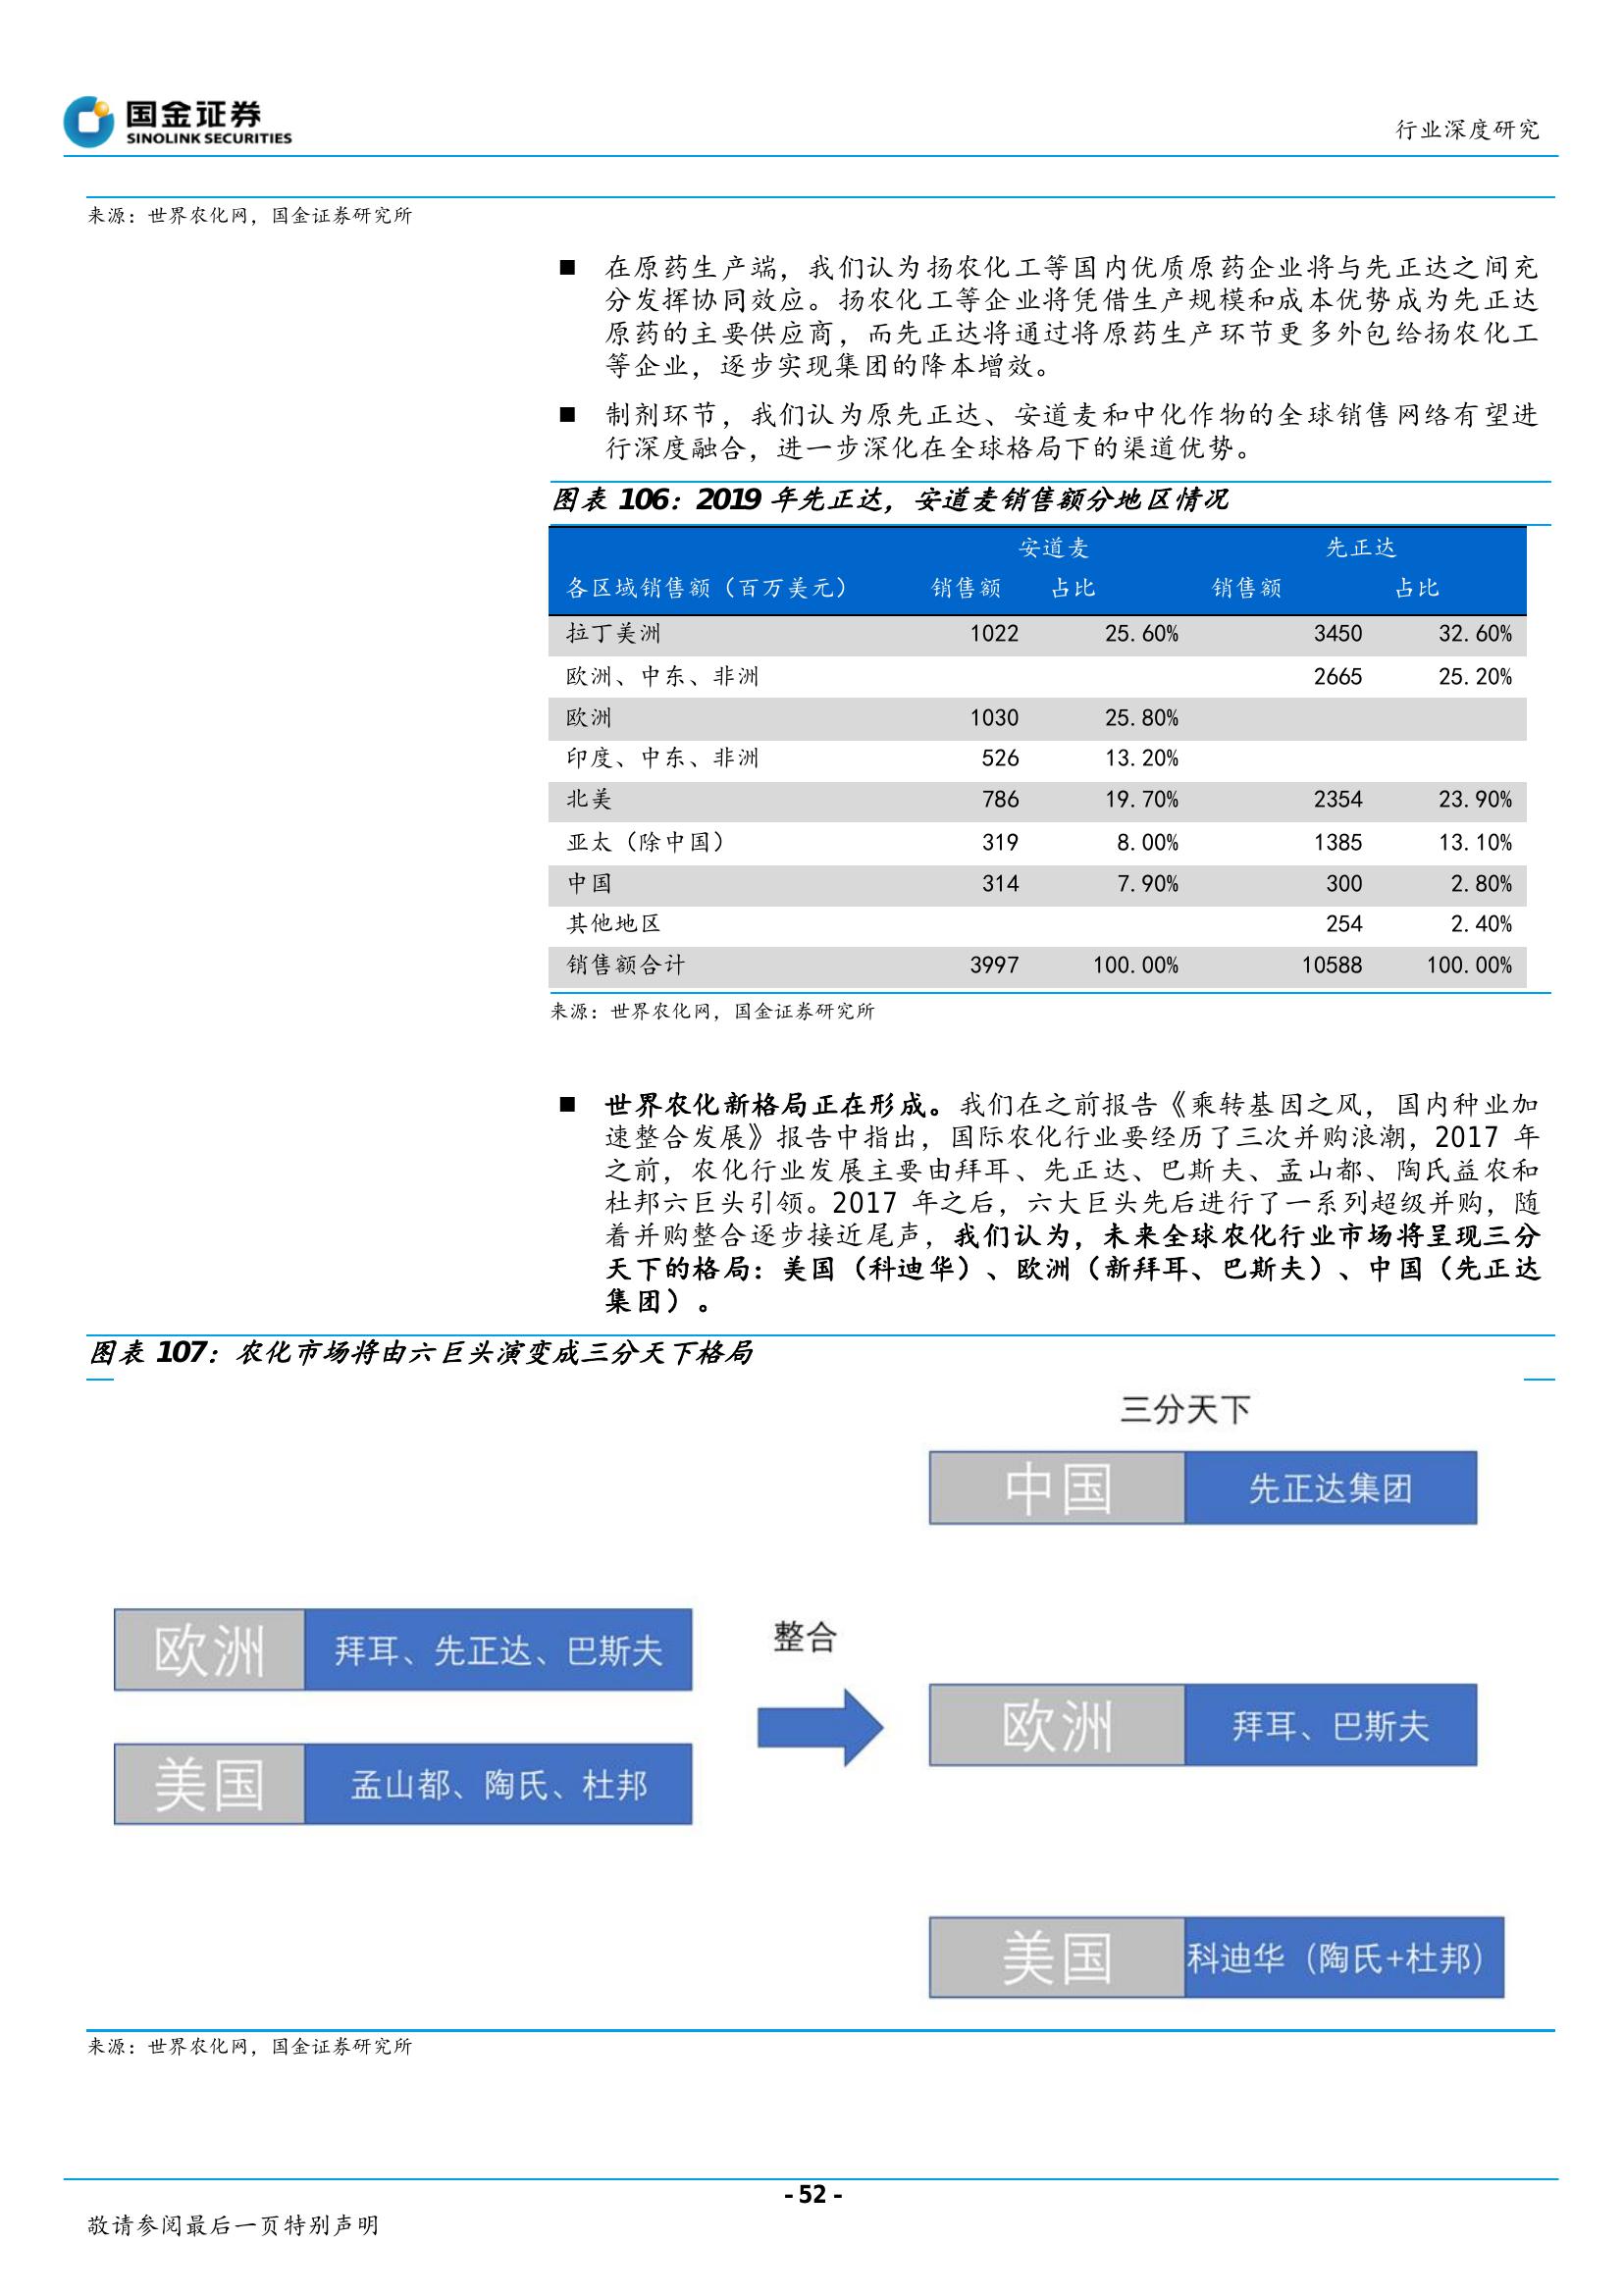 国金证券
SINOLINK SECURITIES
行业深度研究
来源：世界农化网，国金证券研究所
■ 在原药生产端，我们认为扬农化工等国内优质原药企业将与先正达之间充
分发挥协同效应。扬农化工等企业将凭借生产规模和成本优势成为先正达
原药的主要供应商，而先正达将通过将原药生产环节更多外包给扬农化工
等企业，逐步实现集团的降本增效。
■ 制剂环节，我们认为原先正达、安道麦和中化作物的全球销售网络有望进
行深度融合，进一步深化在全球格局下的渠道优势。
图表 106：2019 年先正达，安道麦销售额分地区情况
安道麦 先正达
各区域销售额（百万美元） 销售额 占比 销售额 占比
拉丁美洲 1022 25.60% 3450 32.60%
欧洲、中东、非洲 2665 25.20%
欧洲 1030 25.80%
印度、中东、非洲 526 13.20%
北美 786 19.70% 2354 23.90%
亚太（除中国） 319 8.00% 1385 13.10%
中国 314 7.90% 300 2.80%
其他地区 254 2.40%
销售额合计 3997 100.00% 10588 100.00%
来源：世界农化网，国金证券研究所
■ 世界农化新格局正在形成。我们在之前报告《乘转基因之风，国内种业加
速整合发展》报告中指出，国际农化行业要经历了三次并购浪潮，2017 年
之前，农化行业发展主要由拜耳、先正达、巴斯夫、孟山都、陶氏益农和
杜邦六巨头引领。2017 年之后，六大巨头先后进行了一系列超级并购，随
着并购整合逐步接近尾声，我们认为，未来全球农化行业市场将呈现三分
天下的格局：美国（科迪华）、欧洲（新拜耳、巴斯夫）、中国（先正达
集团）。
图表 107：农化市场将由六巨头演变成三分天下格局
三分天下
中国 先正达集团
欧洲 拜耳、先正达、巴斯夫
整合
欧洲 拜耳、巴斯夫
美国 孟山都、陶氏、杜邦
美国 科迪华（陶氏+杜邦）
来源：世界农化网，国金证券研究所
- 52 -
敬请参阅最后一页特别声明